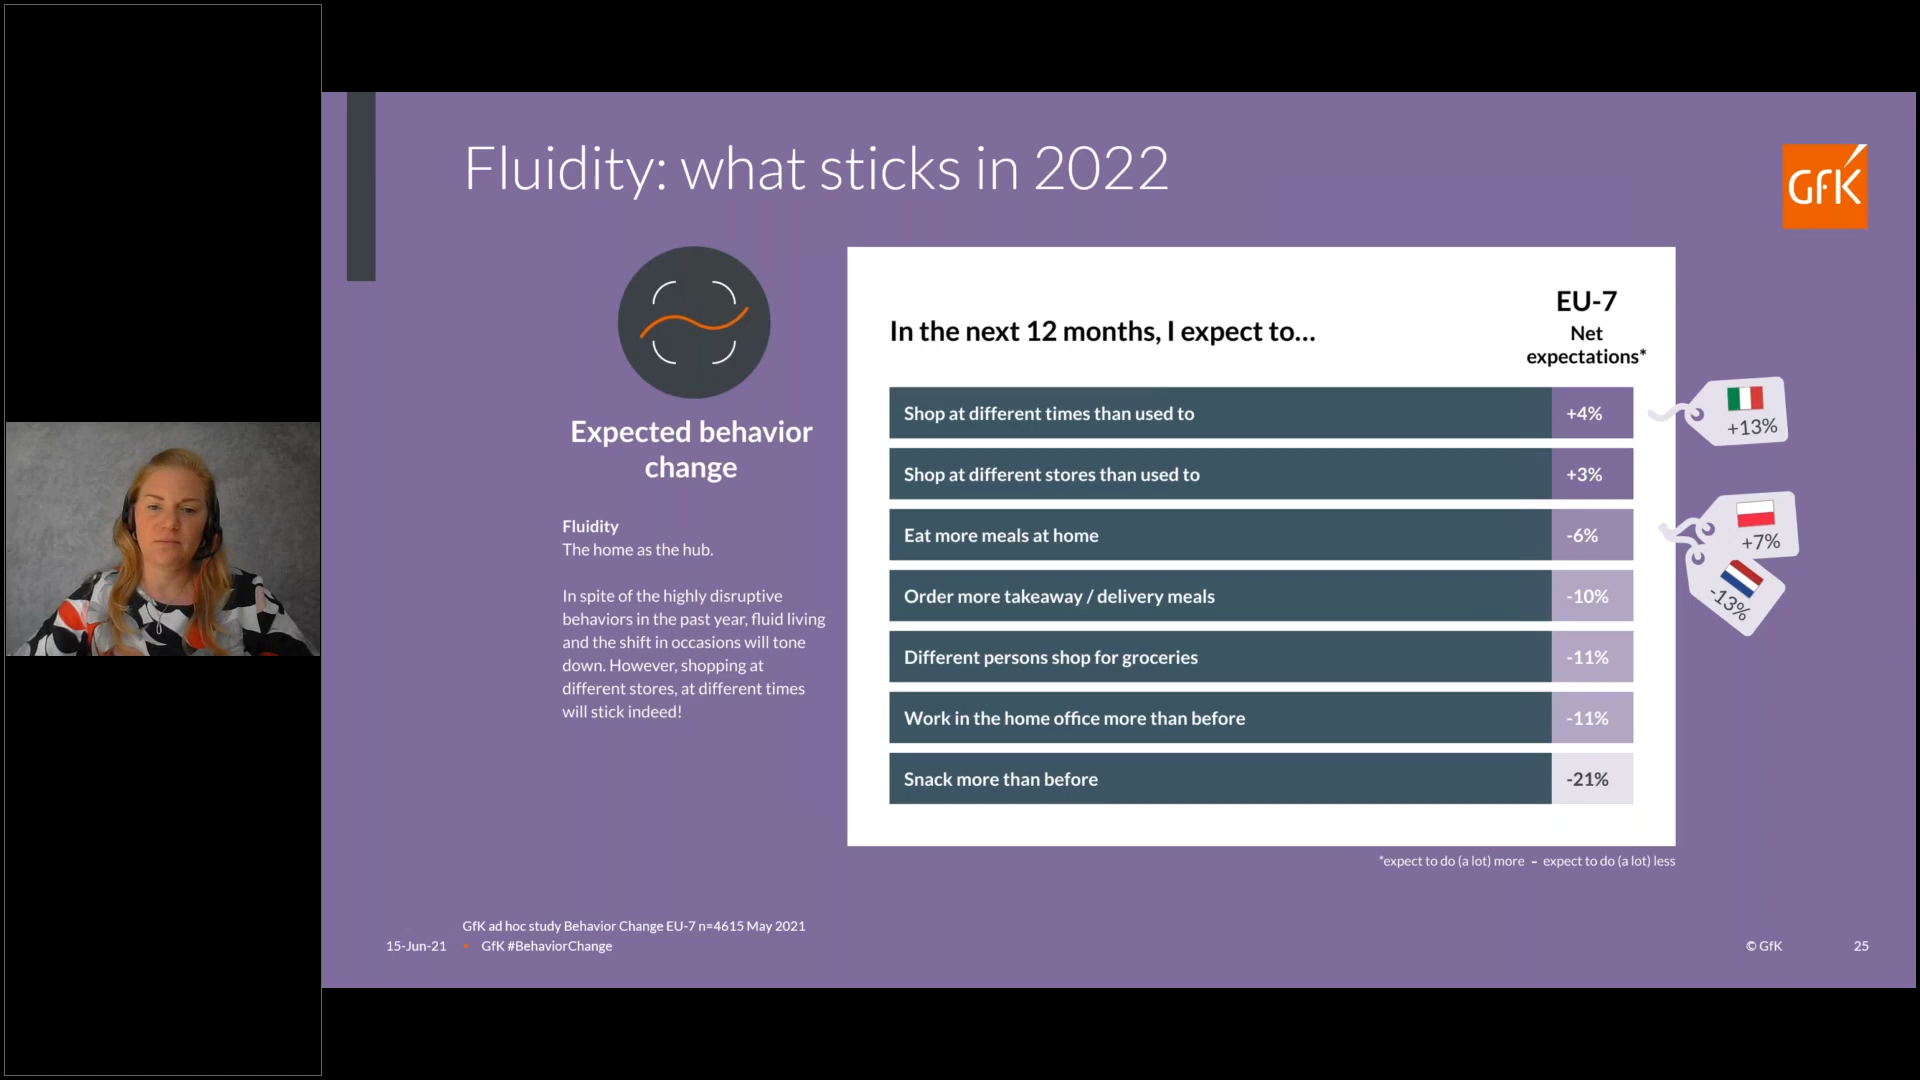 Fluidity: what sticks in 2022
GfK
Expected behavior
change
Fluidity
The home as the hub.
In spite of the highly disruptive
behaviors in the past year, fluid living
and the shift in occasions will tone
down. However, shopping at
different stores, at different times
will stick indeed!
In the next 12 months, I expect to...
EU-7
Net
expectations*
Shop at different times than used to +4%
+13%
Shop at different stores than used to +3%
Eat more meals at home -6%
+7%
-13%
Order more takeaway / delivery meals -10%
Different persons shop for groceries -11%
Work in the home office more than before -11%
Snack more than before -21%
*expect to do (a lot) more - expect to do (a lot) less
GfK ad hoc study Behavior Change EU-7 n=4615 May 2021
15-Jun-21 • GfK #BehaviorChange
© GfK 25